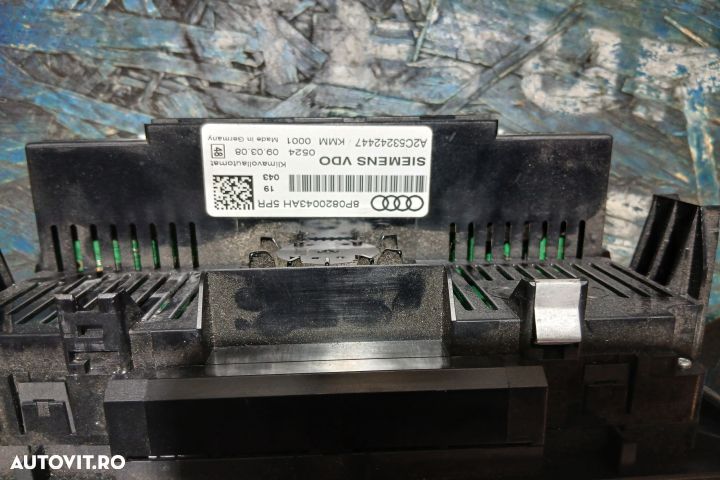 8P0820043AH 5PR
19
043
SIEMENS VDO
0524 09.03.08 Klimavollautomat
A2C53242447 - KMM 0001 Made in Germany
AUTOVIT.RO